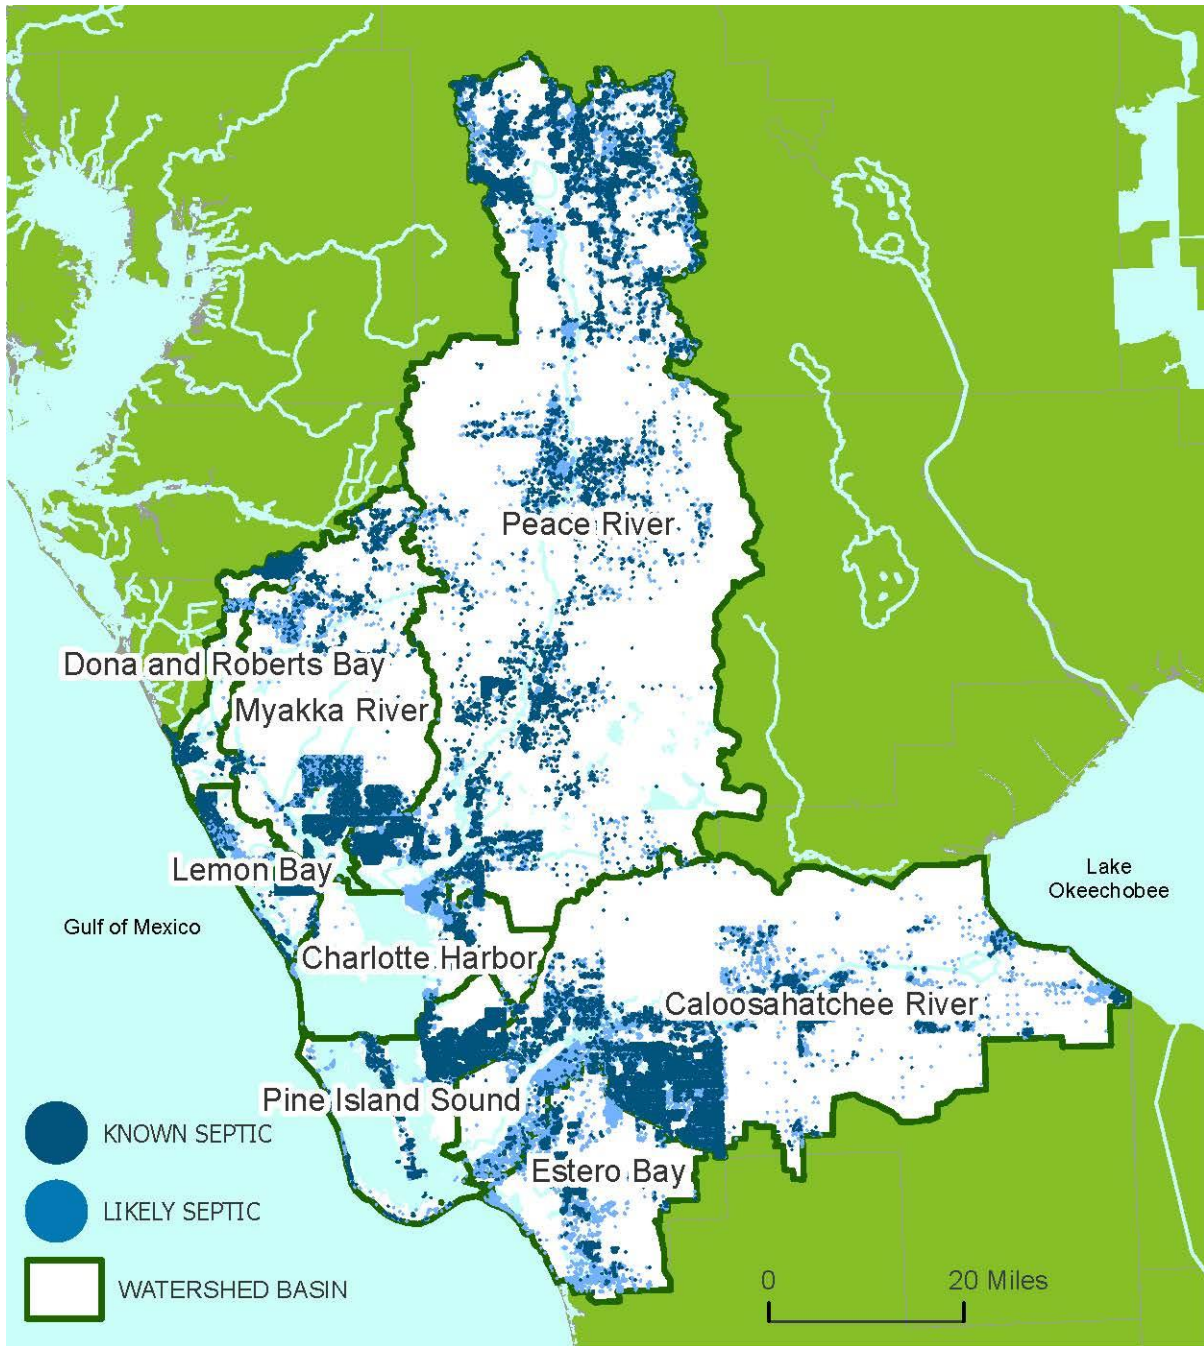 Peace River
Dona and Roberts Bay
Myakka River
Lemon Bay
Lake
Okeechobee
Gulf of Mexico
Charlotte Harbor
Caloosahatchee River
Pine Island Sound
KNOWN SEPTIC
Estero Bay
LIKELY SEPTIC
WATERSHED BASIN
0 20 Miles